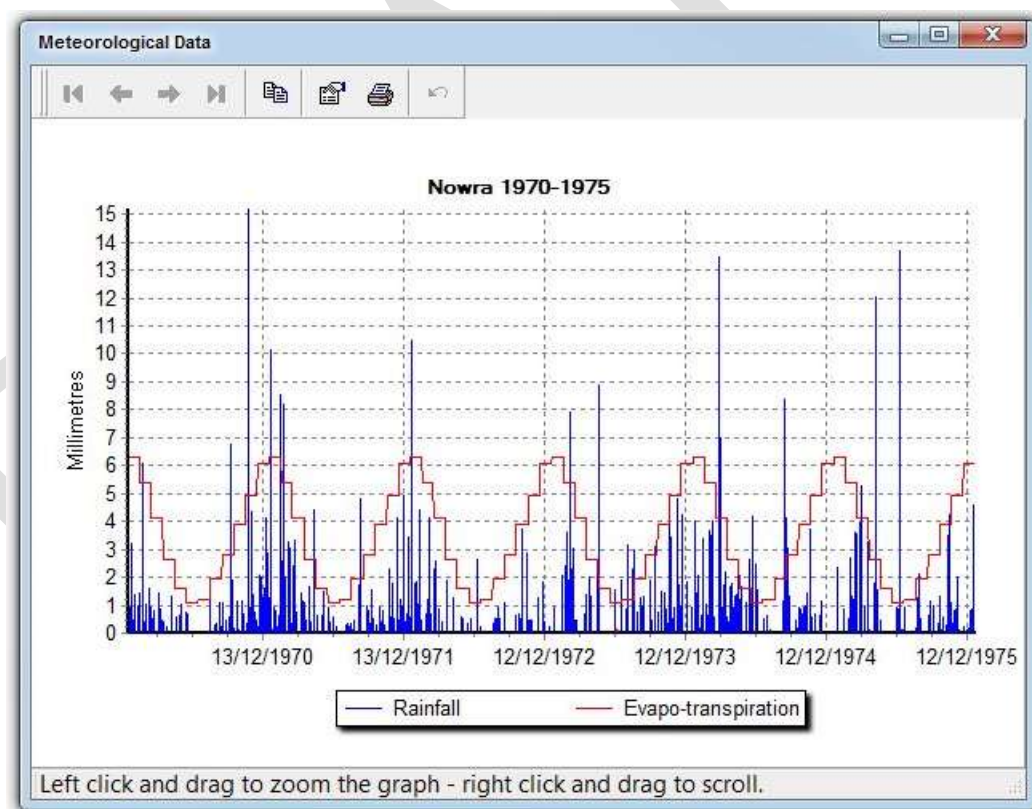 Meteorological Data
Nowra 1970-1975
15
14
13
12
11
10
9
8
7
6
5
4
3
2
1
0
Millimetres
13/12/1970 13/12/1971 12/12/1972 12/12/1973 12/12/1974 12/12/1975
Rainfall Evapo-transpiration
Left click and drag to zoom the graph - right click and drag to scroll.